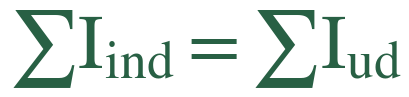 ∑I_ind = ∑I_ud